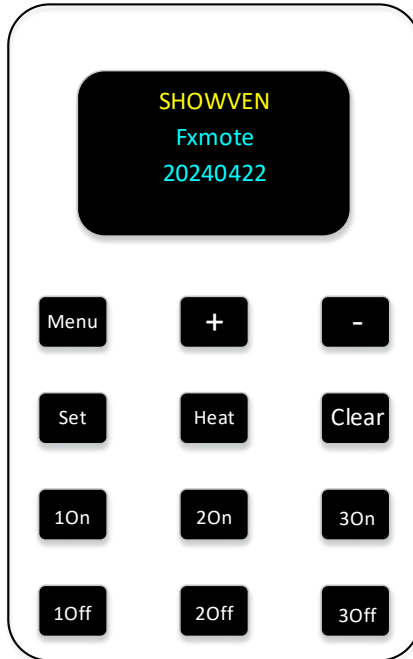 SHOWVEN
Fxmote
20240422
Menu + -
Set Heat Clear
1On 2On 3On
1Off 2Off 3Off